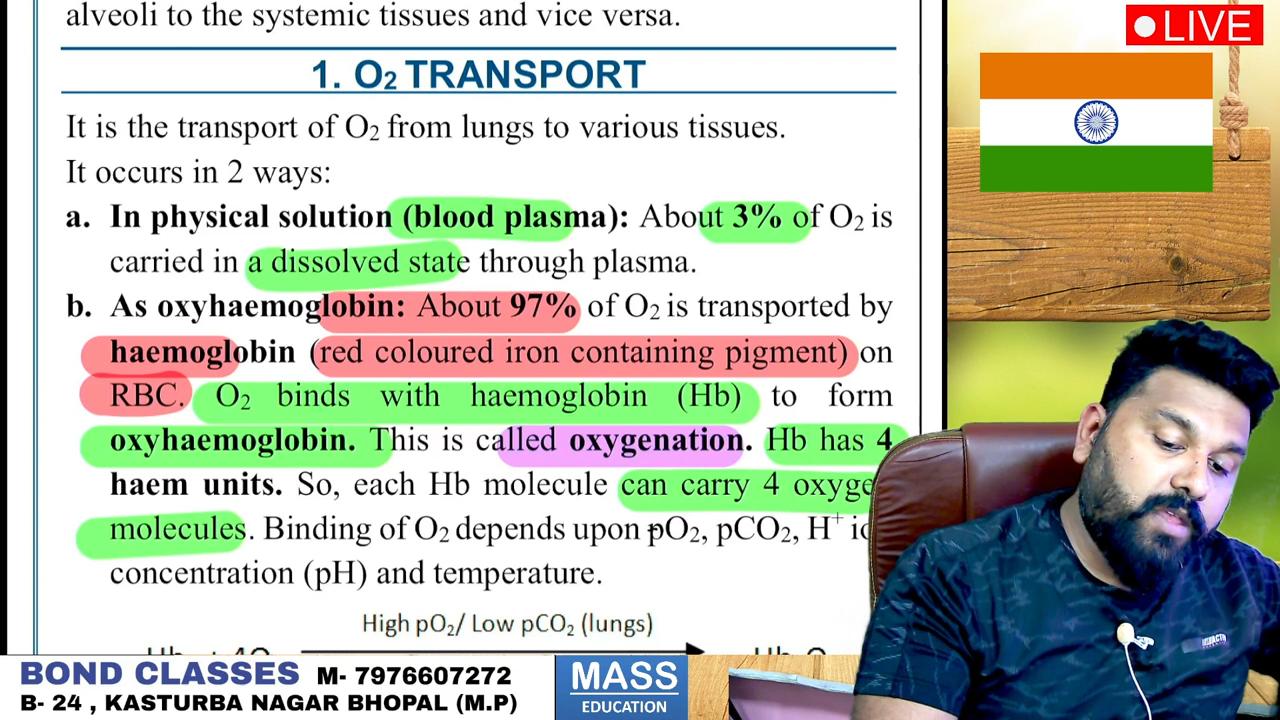 alveoli to the systemic tissues and vice versa.
LIVE
1. O₂ TRANSPORT
It is the transport of O₂ from lungs to various tissues.
It occurs in 2 ways:
a. In physical solution (blood plasma): About 3% of O₂ is
carried in a dissolved state through plasma.
b. As oxyhaemoglobin: About 97% of O₂ is transported by
haemoglobin (red coloured iron containing pigment) on
RBC. O₂ binds with haemoglobin (Hb) to form
oxyhaemoglobin. This is called oxygenation. Hb has 4
haem units. So, each Hb molecule can carry 4 oxyge
molecules. Binding of O₂ depends upon pO₂, pCO₂, H⁺ io
concentration (pH) and temperature.
High pO₂/ Low pCO₂ (lungs)
BOND CLASSES M- 7976607272
B- 24 , KASTURBA NAGAR BHOPAL (M.P)
MASS
EDUCATION